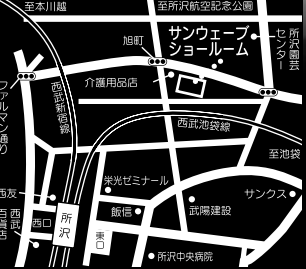 至本川越
至所沢航空記念公園
旭町
サンウェーブ
ショールーム
所沢園芸
センター
介護用品店
ファルマン通り
西武新宿線
西武池袋線
至池袋
栄光ゼミナール
西友
飯信
武陽建設
サンクス
西武
百貨店
西口
所沢
東口
所沢中央病院